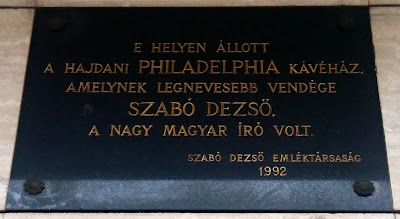 E HELYEN ÁLLOTT
A HAJDANI PHILADELPHIA KÁVÉHÁZ,
AMELYNEK LEGNEVESEBB VENDÉGE
SZABÓ DEZSŐ,
A NAGY MAGYAR ÍRÓ VOLT.
SZABÓ DEZSŐ EMLÉKTÁRSASÁG
1992